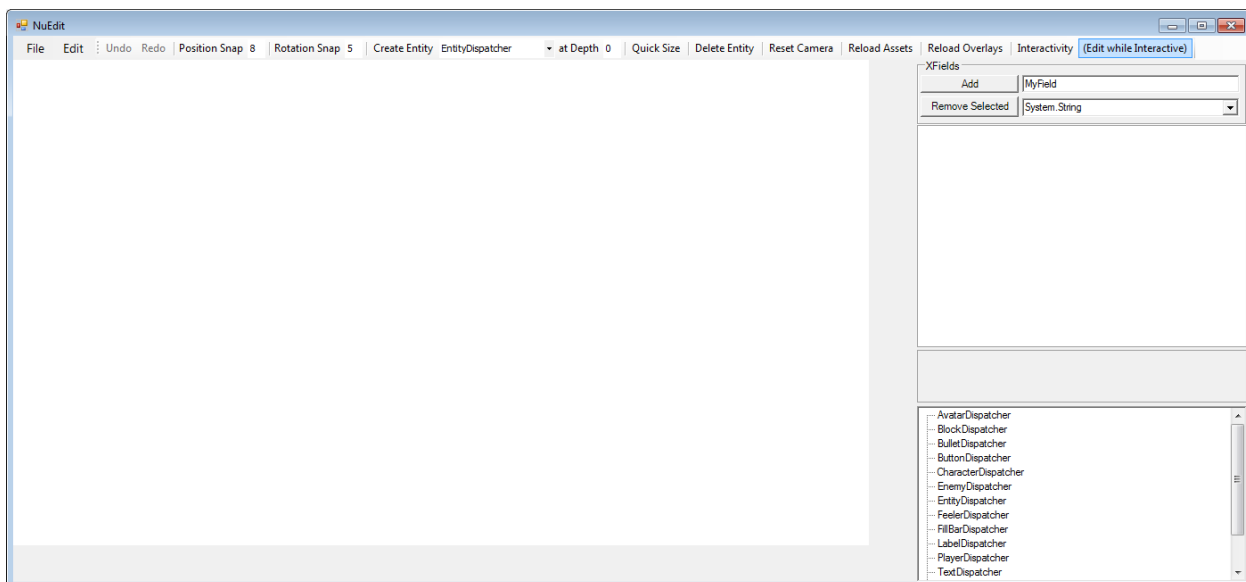 NuEdit
File Edit Undo Redo Position Snap 8 Rotation Snap 5 Create Entity EntityDispatcher at Depth 0 Quick Size Delete Entity Reset Camera Reload Assets Reload Overlays Interactivity (Edit while Interactive)
XFields
Add MyField
Remove Selected System.String
AvatarDispatcher
BlockDispatcher
BulletDispatcher
ButtonDispatcher
CharacterDispatcher
EnemyDispatcher
EntityDispatcher
FeelerDispatcher
FillBarDispatcher
LabelDispatcher
PlayerDispatcher
TextDispatcher